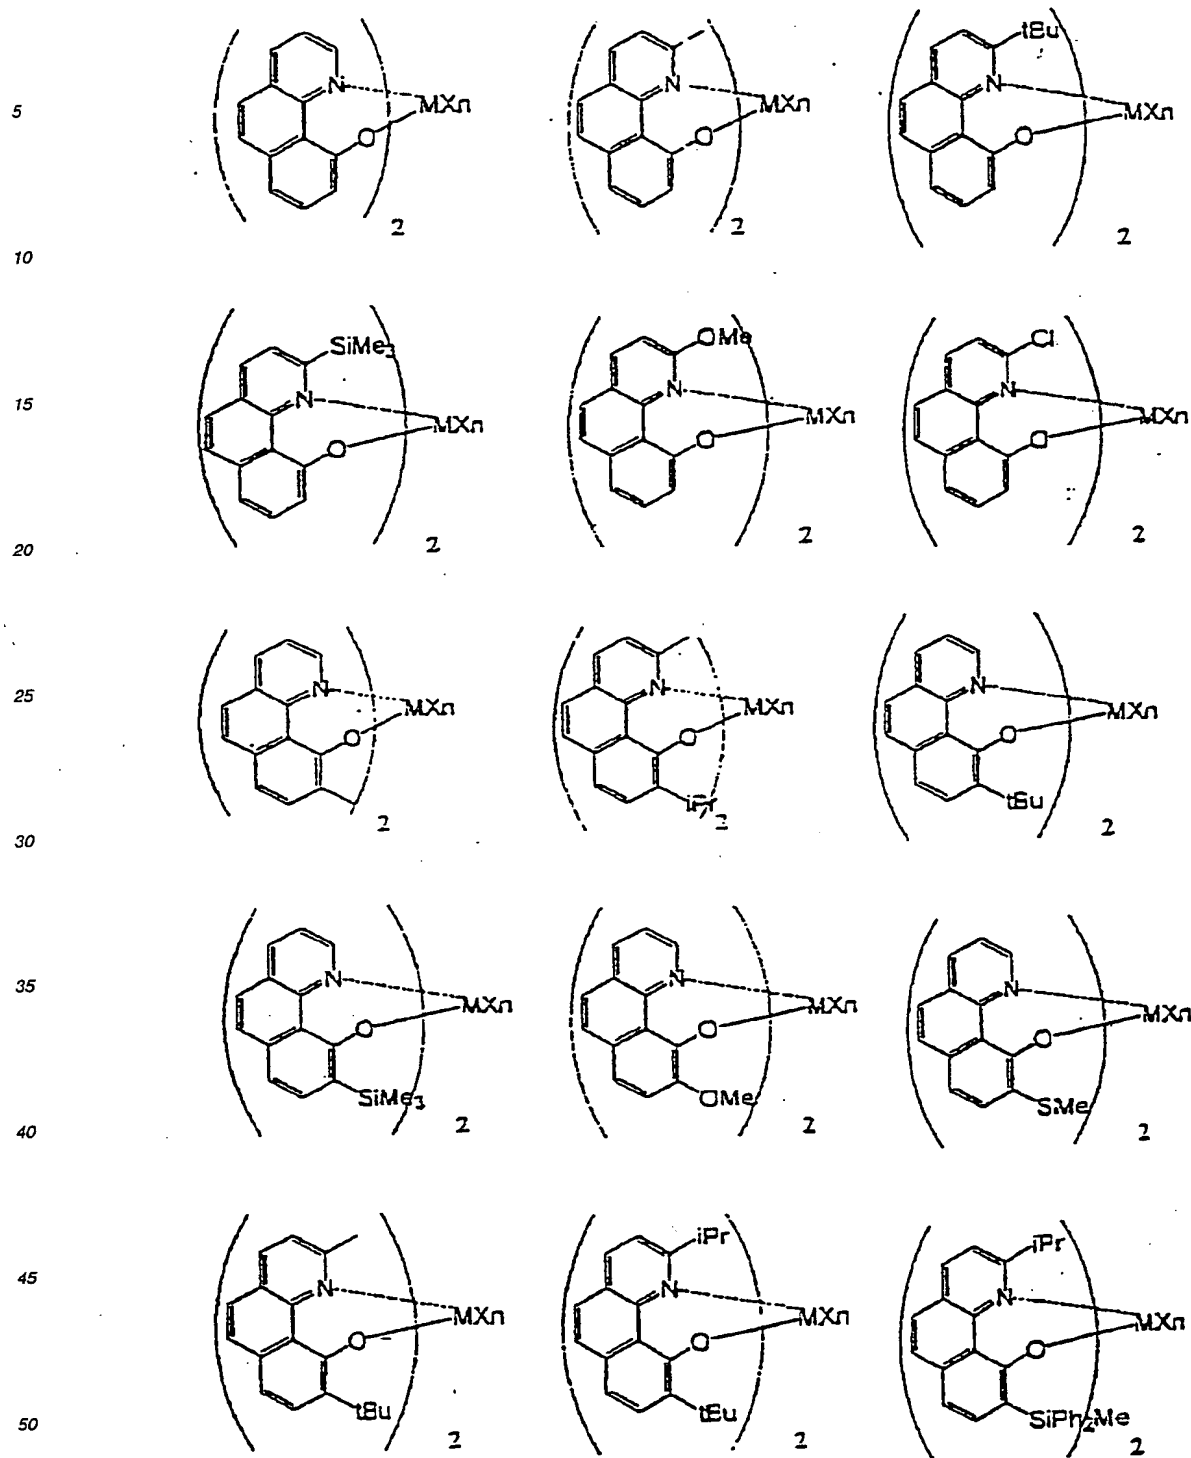 N MXn N MXn tBu N MXn
5
O O O
2 2 2
10
SiMe3 OMe Cl
15
N MXn N MXn N MXn
O O O
2 2 2
20
N N N
25
MXn MXn MXn
O O O
iPr tBu
2 2 2
30
35
N N N
MXn MXn MXn
O O O
SiMe3 OMe SMe
40
2 2 2
iPr iPr
45
N N N
MXn MXn MXn
O O O
tBu tBu SiPh2Me
50
2 2 2